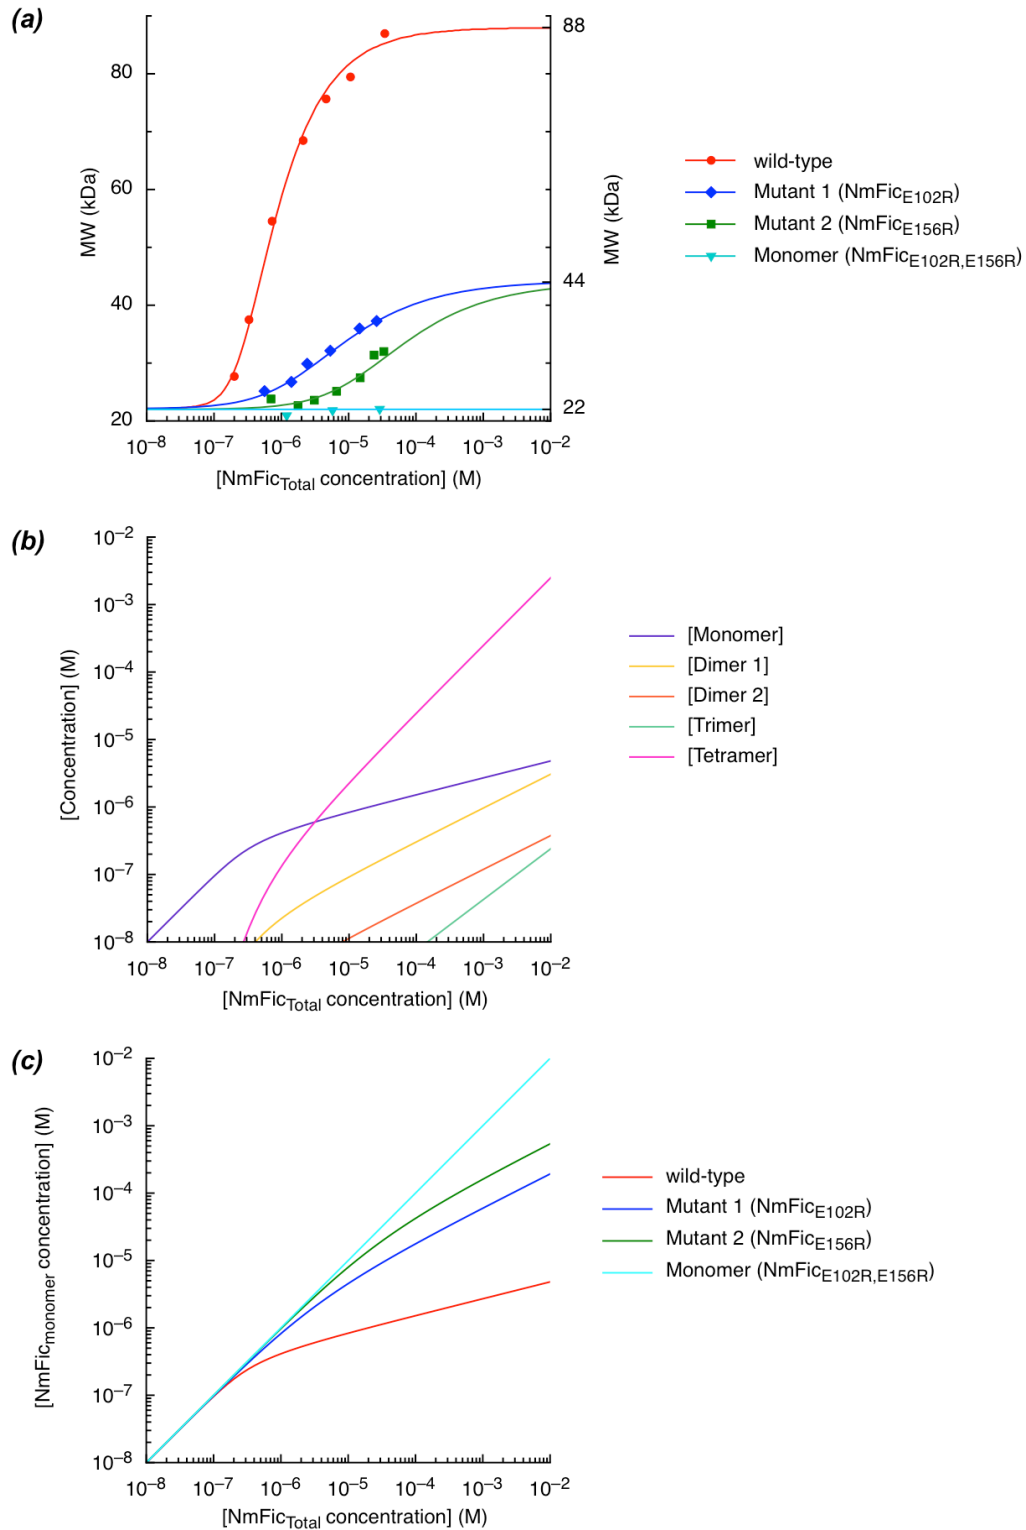 (a)
88
80
60
44
40
22
20
MW (kDa)
MW (kDa)
10–8 10–7 10–6 10–5 10–4 10–3 10–2
[NmFicTotal concentration] (M)
wild-type
Mutant 1 (NmFicE102R)
Mutant 2 (NmFicE156R)
Monomer (NmFicE102R,E156R)
(b)
10–2
10–3
10–4
10–5
10–6
10–7
10–8
[Concentration] (M)
10–8 10–7 10–6 10–5 10–4 10–3 10–2
[NmFicTotal concentration] (M)
[Monomer]
[Dimer 1]
[Dimer 2]
[Trimer]
[Tetramer]
(c)
10–2
10–3
10–4
10–5
10–6
10–7
10–8
[NmFicmonomer concentration] (M)
10–8 10–7 10–6 10–5 10–4 10–3 10–2
[NmFicTotal concentration] (M)
wild-type
Mutant 1 (NmFicE102R)
Mutant 2 (NmFicE156R)
Monomer (NmFicE102R,E156R)